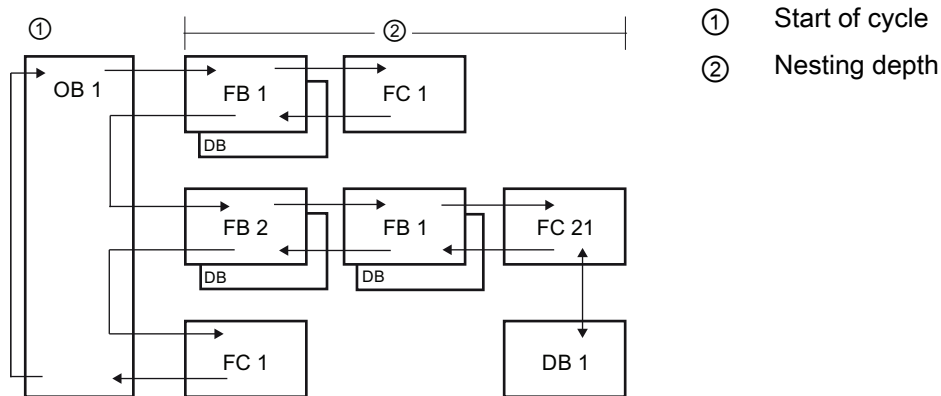 ① ② ① Start of cycle
② Nesting depth
OB 1 FB 1 FC 1
DB
FB 2 FB 1 FC 21
DB DB
FC 1 DB 1